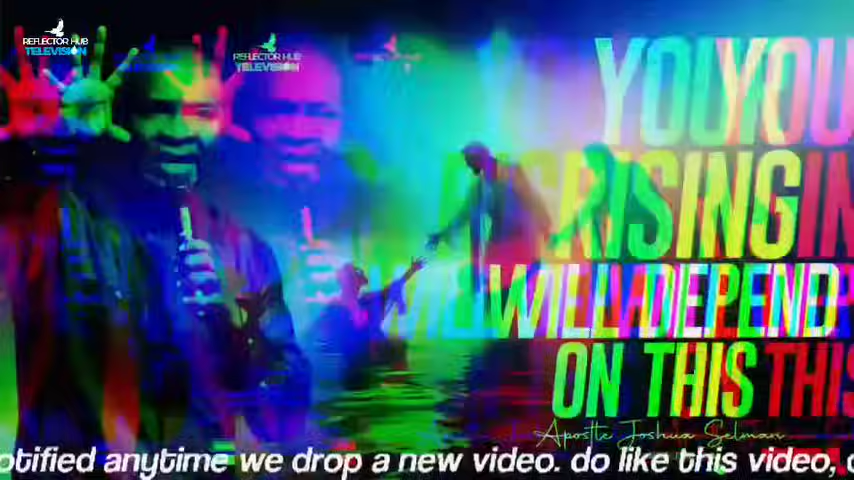 REFLECTOR HUB
TELEVISION
REFLECTOR HUB
TELEVISION
YOU
RISING
WILL DEPEND
ON THIS
Apostle Joshua Selman
otified anytime we drop a new video. do like this video,